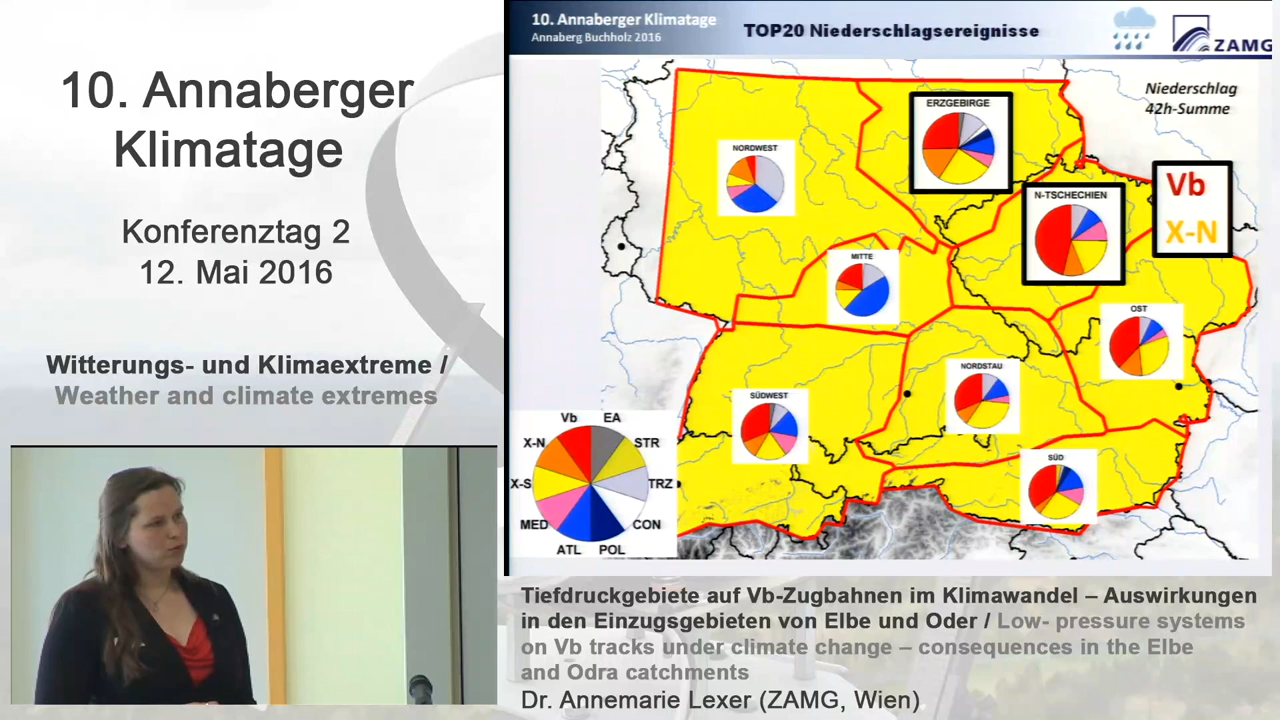 10. Annaberger
Klimatage
Konferenztag 2
12. Mai 2016
Witterungs- und Klimaextreme /
Weather and climate extremes
10. Annaberger Klimatage
Annaberg Buchholz 2016
TOP20 Niederschlagsereignisse
ZAMG
Niederschlag
42h-Summe
ERZGEBIRGE
NORDWEST
N-TSCHECHIEN
Vb
X-N
MITTE
OST
NORDSTAU
SÜDWEST
SÜD
Vb
EA
X-N
STR
X-S
TRZ
MED
CON
ATL
POL
Tiefdruckgebiete auf Vb-Zugbahnen im Klimawandel – Auswirkungen
in den Einzugsgebieten von Elbe und Oder / Low- pressure systems
on Vb tracks under climate change – consequences in the Elbe
and Odra catchments
Dr. Annemarie Lexer (ZAMG, Wien)